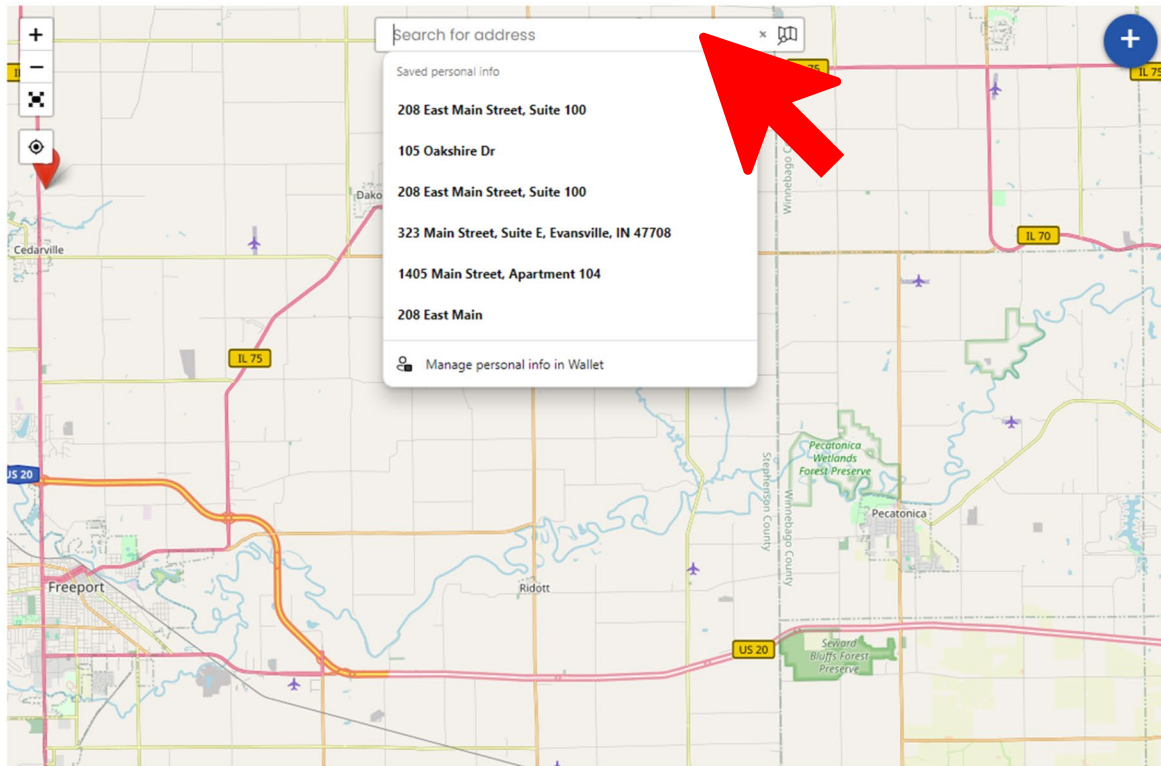 +
Search for address
×
+
−
Saved personal info
208 East Main Street, Suite 100
105 Oakshire Dr
208 East Main Street, Suite 100
323 Main Street, Suite E, Evansville, IN 47708
1405 Main Street, Apartment 104
208 East Main
Manage personal info in Wallet
IL 75
Winnebago County
Dako
IL 70
Cedarville
IL 75
Pecatonica
Wetlands
Forest Preserve
US 20
Stephenson County
Winnebago County
Pecatonica
Freeport
Ridott
US 20
Seward
Bluffs Forest
Preserve